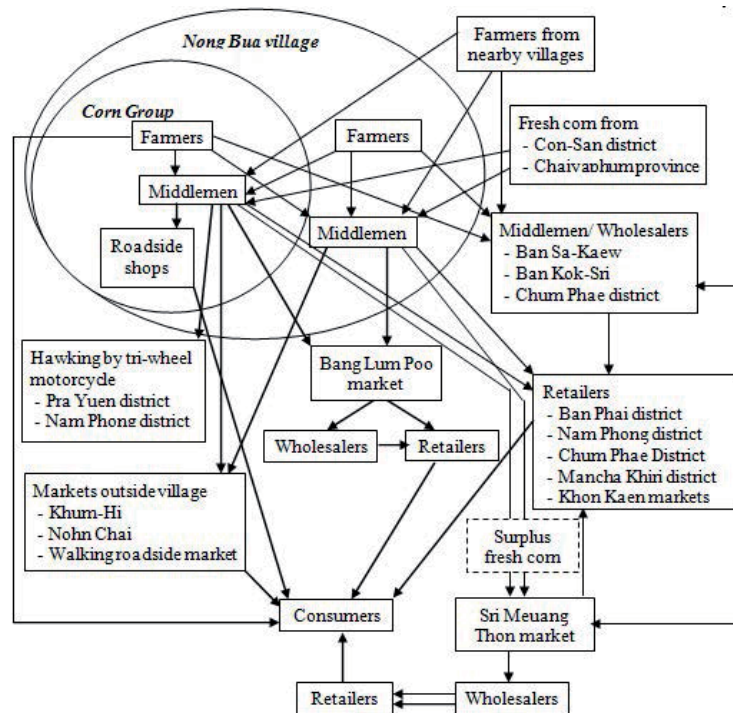 Nong Bua village
Farmers from
nearby villages
Corn Group
Farmers
Farmers
Fresh corn from
- Con-San district
- Chaiyaphum province
Middlemen
Middlemen
Roadside
shops
Middlemen/ Wholesalers
- Ban Sa-Kaew
- Ban Kok-Sri
- Chum Phae district
Hawking by tri-wheel
motorcycle
- Pra Yuen district
- Nam Phong district
Bang Lum Poo
market
Retailers
- Ban Phai district
- Nam Phong district
- Chum Phae District
- Mancha Khiri district
- Khon Kaen markets
Wholesalers
Retailers
Markets outside village
- Khum-Hi
- Nohn Chai
- Walking roadside market
Surplus
fresh corn
Consumers
Sri Meuang
Thon market
Retailers
Wholesalers